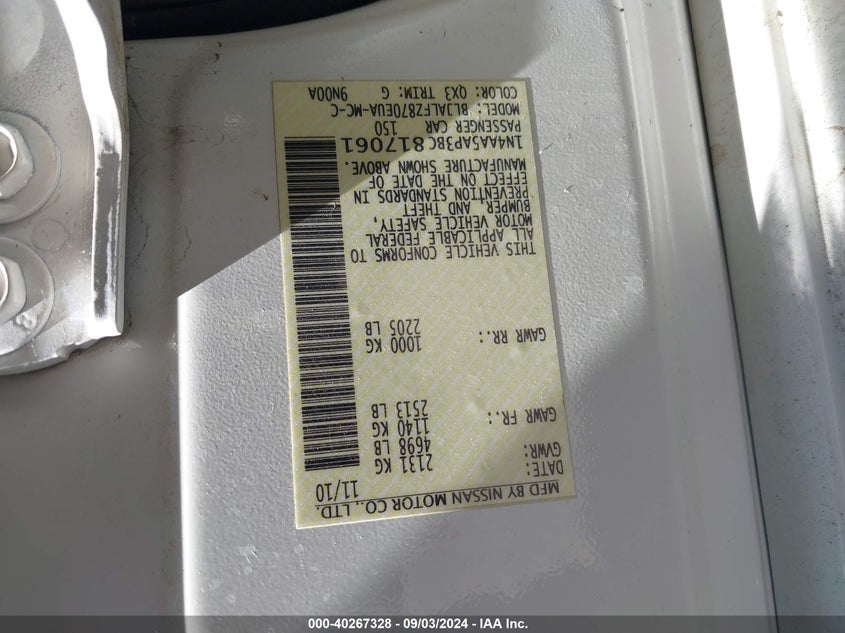 MFD BY NISSAN MOTOR CO., LTD.
DATE: 11/10
GVWR: 2131 KG
4698 LB
GAWR FR.: 1140 KG
2513 LB
GAWR RR.: 1000 KG
2205 LB
THIS VEHICLE CONFORMS TO
ALL APPLICABLE FEDERAL
MOTOR VEHICLE SAFETY,
BUMPER, AND THEFT
PREVENTION STANDARDS IN
EFFECT ON THE DATE OF
MANUFACTURE SHOWN ABOVE.
1N4AA5AP3BC817061
PASSENGER CAR 150
MODEL: BLJALFZ870EUA-MC-C
COLOR: QX3 TRIM: G 9N00A
000-40267328 - 09/03/2024 - IAA Inc.